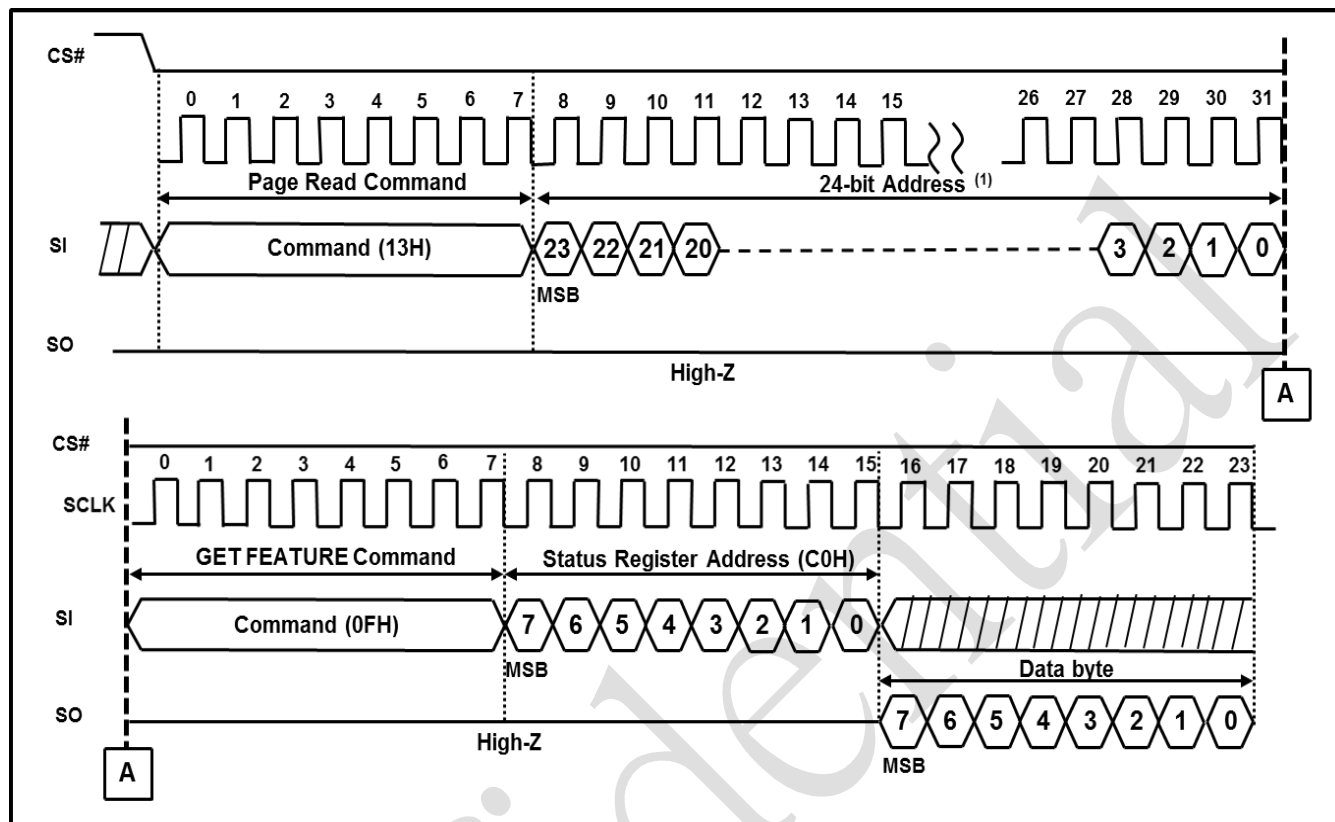 CS#
0 1 2 3 4 5 6 7 8 9 10 11 12 13 14 15 26 27 28 29 30 31
Page Read Command 24-bit Address (1)
SI Command (13H) 23 22 21 20 3 2 1 0
MSB
SO
High-Z
A
CS#
0 1 2 3 4 5 6 7 8 9 10 11 12 13 14 15 16 17 18 19 20 21 22 23
SCLK
GET FEATURE Command Status Register Address (C0H)
SI Command (0FH) 7 6 5 4 3 2 1 0
MSB Data byte
SO 7 6 5 4 3 2 1 0
High-Z
A MSB